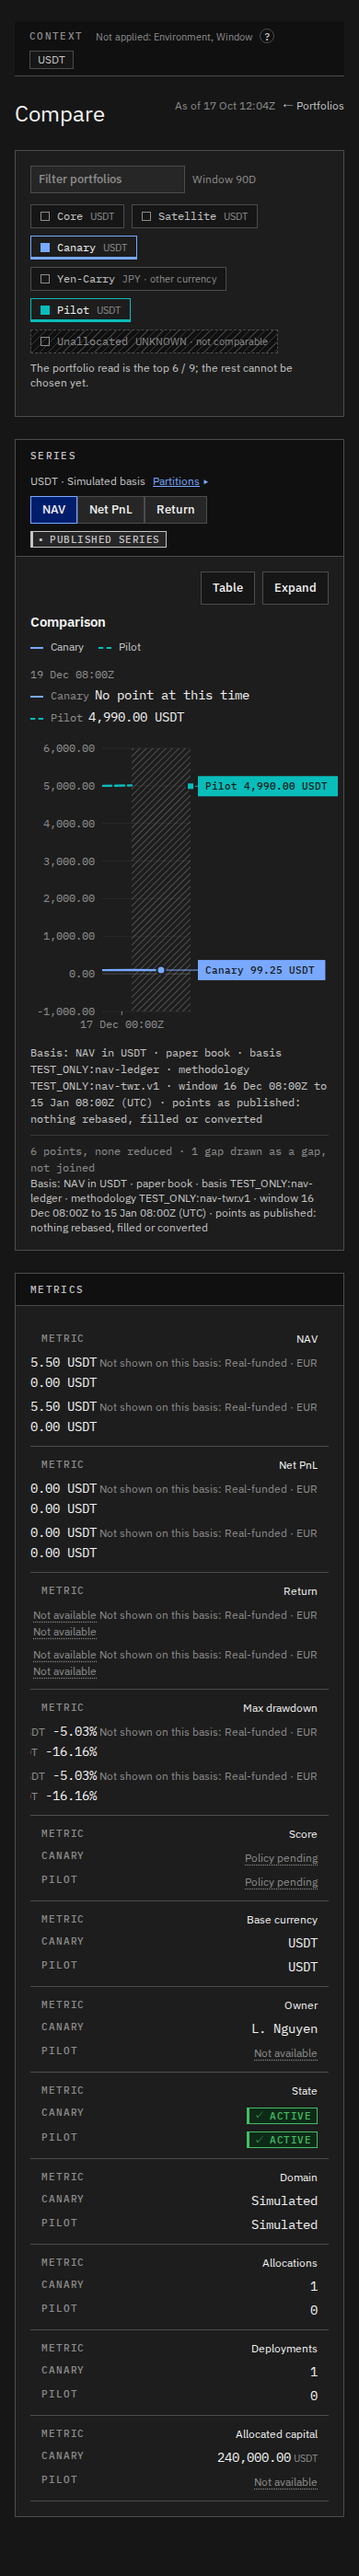 CONTEXT Not applied: Environment, Window ?
USDT
Compare
As of 17 Oct 12:04Z ← Portfolios
Filter portfolios Window 90D
Core USDT Satellite USDT
Canary USDT
Yen-Carry JPY · other currency
Pilot USDT
Unallocated UNKNOWN · not comparable
The portfolio read is the top 6 / 9; the rest cannot be
chosen yet.
SERIES
USDT · Simulated basis Partitions ▸
NAV Net PnL Return
• PUBLISHED SERIES
Table Expand
Comparison
Canary Pilot
19 Dec 08:00Z
Canary No point at this time
Pilot 4,990.00 USDT
6,000.00
5,000.00
Pilot 4,990.00 USDT
4,000.00
3,000.00
2,000.00
1,000.00
0.00
Canary 99.25 USDT
-1,000.00
17 Dec 00:00Z
Basis: NAV in USDT · paper book · basis
TEST_ONLY:nav-ledger · methodology
TEST_ONLY:nav-twr.v1 · window 16 Dec 08:00Z to
15 Jan 08:00Z (UTC) · points as published:
nothing rebased, filled or converted
6 points, none reduced · 1 gap drawn as a gap,
not joined
Basis: NAV in USDT · paper book · basis TEST_ONLY:nav-
ledger · methodology TEST_ONLY:nav-twr.v1 · window 16
Dec 08:00Z to 15 Jan 08:00Z (UTC) · points as published:
nothing rebased, filled or converted
METRICS
METRIC NAV
5.50 USDT Not shown on this basis: Real-funded · EUR
0.00 USDT
5.50 USDT Not shown on this basis: Real-funded · EUR
0.00 USDT
METRIC Net PnL
0.00 USDT Not shown on this basis: Real-funded · EUR
0.00 USDT
0.00 USDT Not shown on this basis: Real-funded · EUR
0.00 USDT
METRIC Return
Not available Not shown on this basis: Real-funded · EUR
Not available
Not available Not shown on this basis: Real-funded · EUR
Not available
METRIC Max drawdown
DT -5.03% Not shown on this basis: Real-funded · EUR
T -16.16%
DT -5.03% Not shown on this basis: Real-funded · EUR
T -16.16%
METRIC Score
CANARY Policy pending
PILOT Policy pending
METRIC Base currency
CANARY USDT
PILOT USDT
METRIC Owner
CANARY L. Nguyen
PILOT Not available
METRIC State
CANARY ✓ ACTIVE
PILOT ✓ ACTIVE
METRIC Domain
CANARY Simulated
PILOT Simulated
METRIC Allocations
CANARY 1
PILOT 0
METRIC Deployments
CANARY 1
PILOT 0
METRIC Allocated capital
CANARY 240,000.00 USDT
PILOT Not available